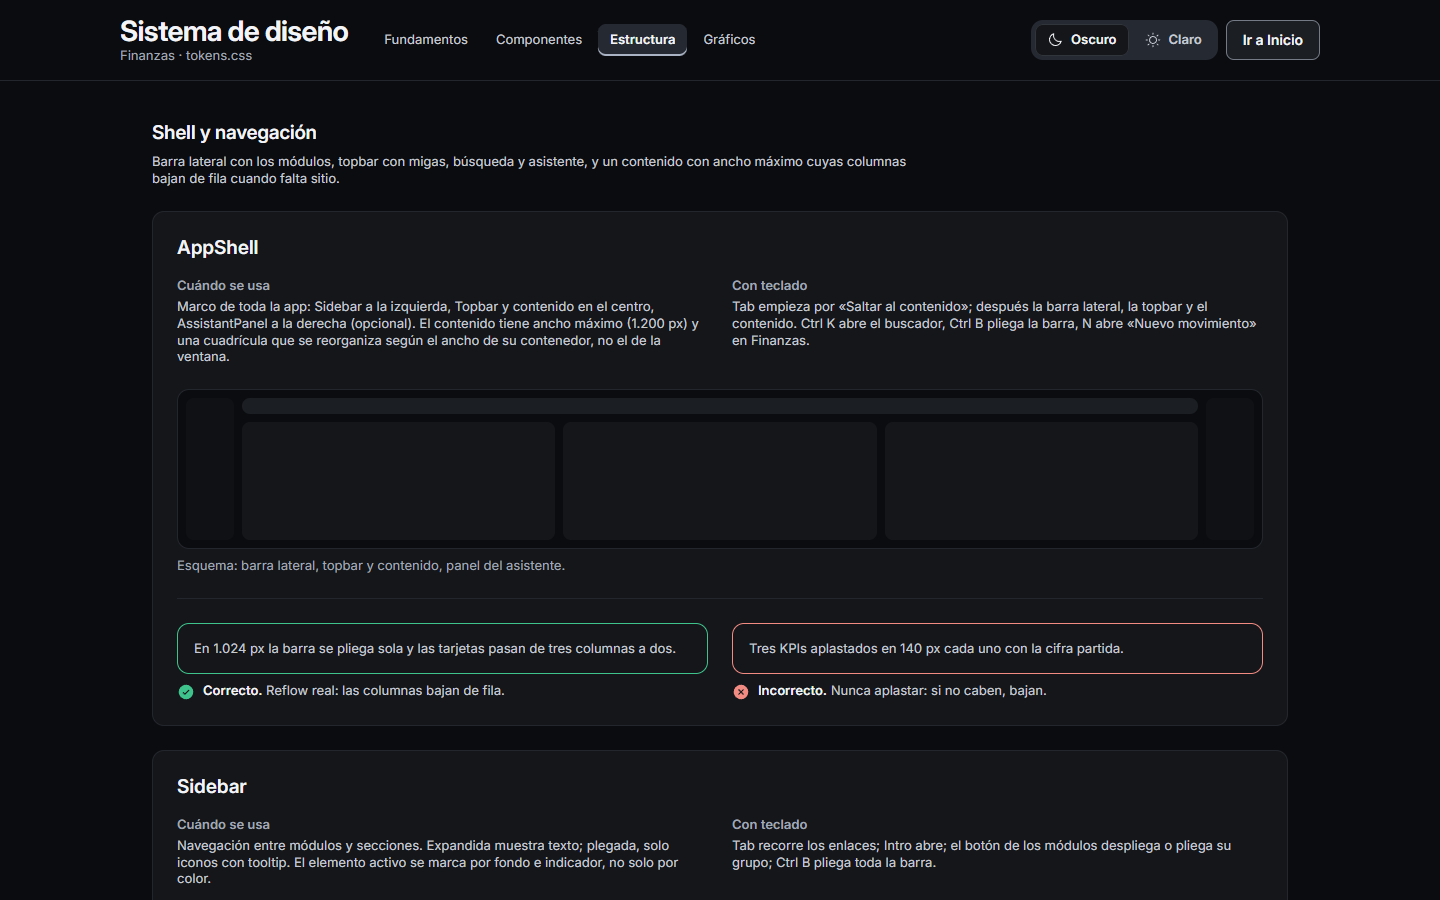 Sistema de diseño
Finanzas · tokens.css
Fundamentos
Componentes
Estructura
Gráficos
Oscuro
Claro
Ir a Inicio
Shell y navegación
Barra lateral con los módulos, topbar con migas, búsqueda y asistente, y un contenido con ancho máximo cuyas columnas
bajan de fila cuando falta sitio.
AppShell
Cuándo se usa
Marco de toda la app: Sidebar a la izquierda, Topbar y contenido en el centro,
AssistantPanel a la derecha (opcional). El contenido tiene ancho máximo (1.200 px) y
una cuadrícula que se reorganiza según el ancho de su contenedor, no el de la
ventana.
Con teclado
Tab empieza por «Saltar al contenido»; después la barra lateral, la topbar y el
contenido. Ctrl K abre el buscador, Ctrl B pliega la barra, N abre «Nuevo movimiento»
en Finanzas.
Esquema: barra lateral, topbar y contenido, panel del asistente.
En 1.024 px la barra se pliega sola y las tarjetas pasan de tres columnas a dos.
Correcto. Reflow real: las columnas bajan de fila.
Tres KPIs aplastados en 140 px cada uno con la cifra partida.
Incorrecto. Nunca aplastar: si no caben, bajan.
Sidebar
Cuándo se usa
Navegación entre módulos y secciones. Expandida muestra texto; plegada, solo
iconos con tooltip. El elemento activo se marca por fondo e indicador, no solo por
color.
Con teclado
Tab recorre los enlaces; Intro abre; el botón de los módulos despliega o pliega su
grupo; Ctrl B pliega toda la barra.